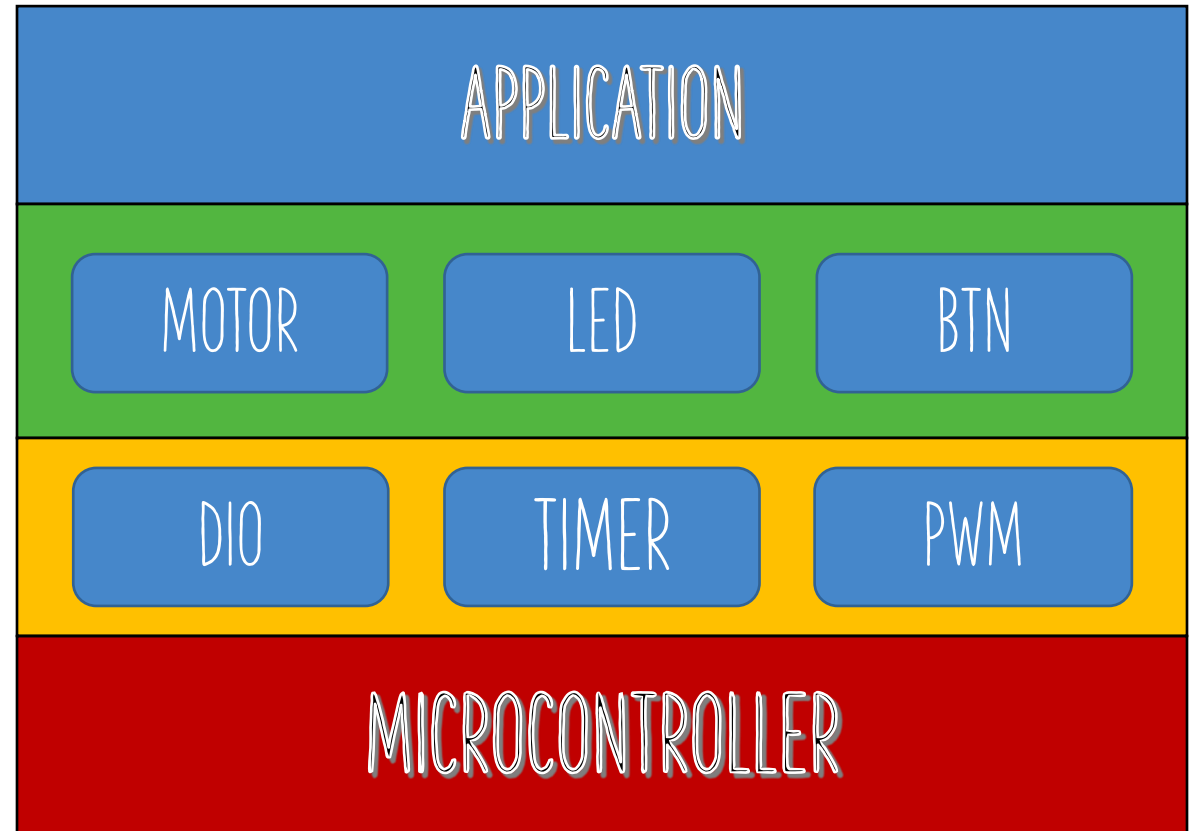 APPLICATION
MOTOR
LED
BTN
DIO
TIMER
PWM
MICROCONTROLLER